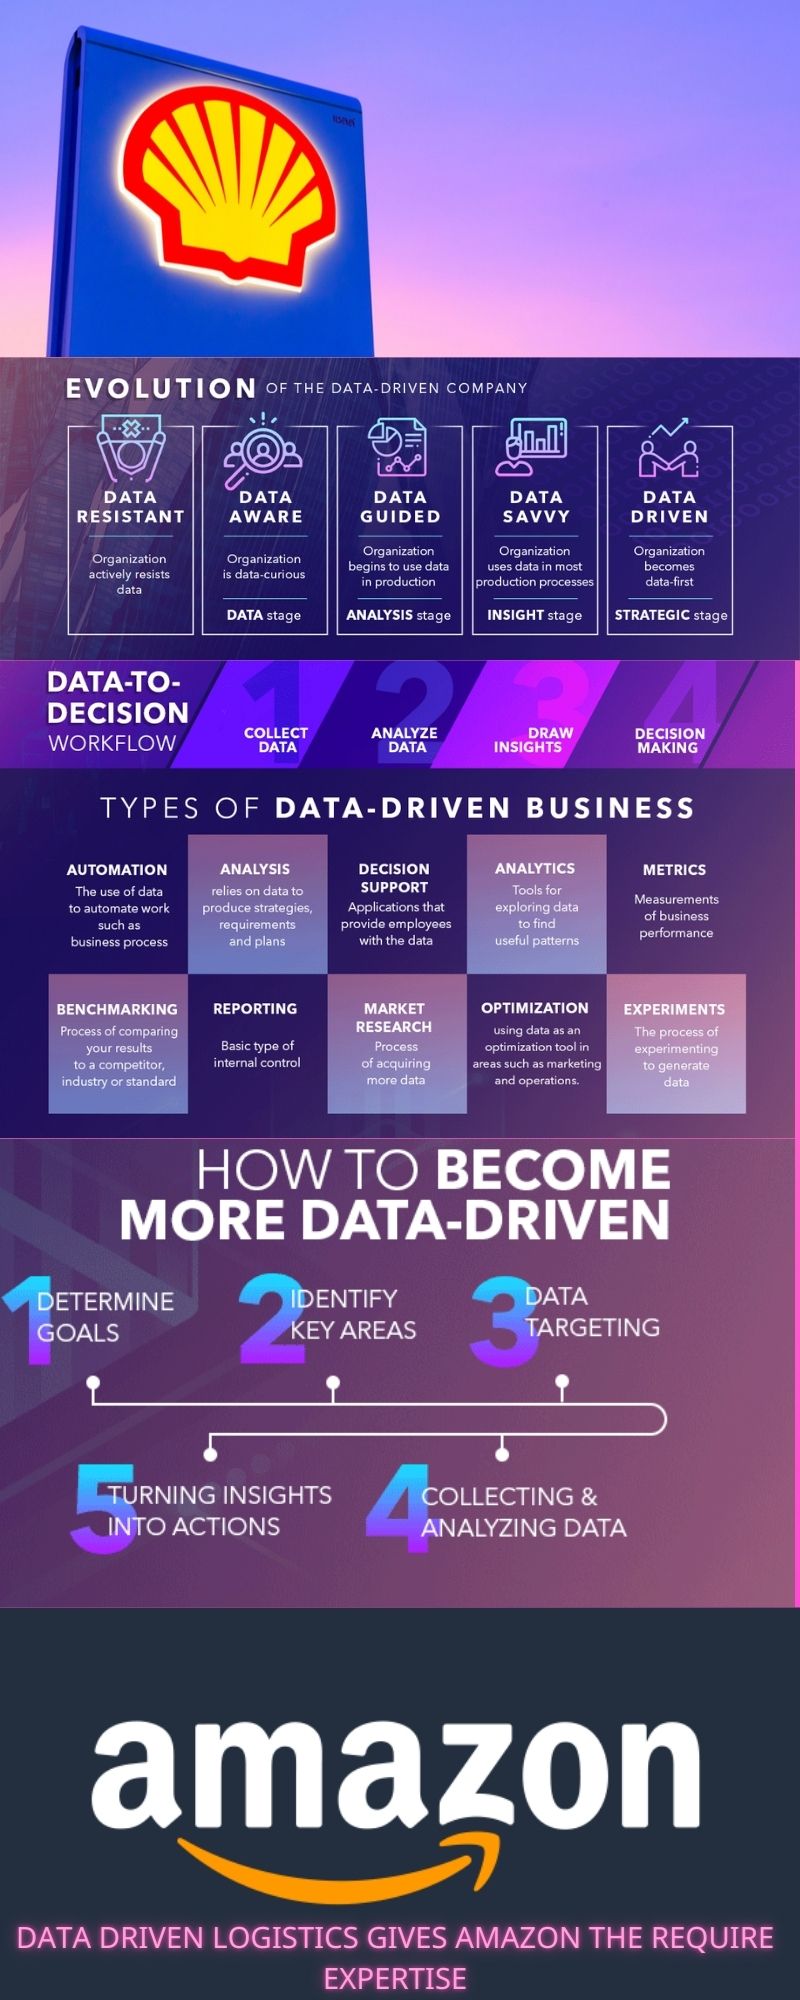 EVOLUTION OF THE DATA-DRIVEN COMPANY
DATA
RESISTANT
Organization
actively resists
data
DATA
AWARE
Organization
is data-curious
DATA stage
DATA
GUIDED
Organization
begins to use data
in production
ANALYSIS stage
DATA
SAVVY
Organization
uses data in most
production processes
INSIGHT stage
DATA
DRIVEN
Organization
becomes
data-first
STRATEGIC stage
DATA-TO-
DECISION
WORKFLOW
1
COLLECT
DATA
2
ANALYZE
DATA
3
DRAW
INSIGHTS
4
DECISION
MAKING
TYPES OF DATA-DRIVEN BUSINESS
AUTOMATION
The use of data
to automate work
such as
business process
ANALYSIS
relies on data to
produce strategies,
requirements
and plans
DECISION
SUPPORT
Applications that
provide employees
with the data
ANALYTICS
Tools for
exploring data
to find
useful patterns
METRICS
Measurements
of business
performance
BENCHMARKING
Process of comparing
your results
to a competitor,
industry or standard
REPORTING
Basic type of
internal control
MARKET
RESEARCH
Process
of acquiring
more data
OPTIMIZATION
using data as an
optimization tool in
areas such as marketing
and operations.
EXPERIMENTS
The process of
experimenting
to generate
data
HOW TO BECOME
MORE DATA-DRIVEN
1 DETERMINE
GOALS
2 IDENTIFY
KEY AREAS
3 DATA
TARGETING
5 TURNING INSIGHTS
INTO ACTIONS
4 COLLECTING &
ANALYZING DATA
amazon
DATA DRIVEN LOGISTICS GIVES AMAZON THE REQUIRE
EXPERTISE